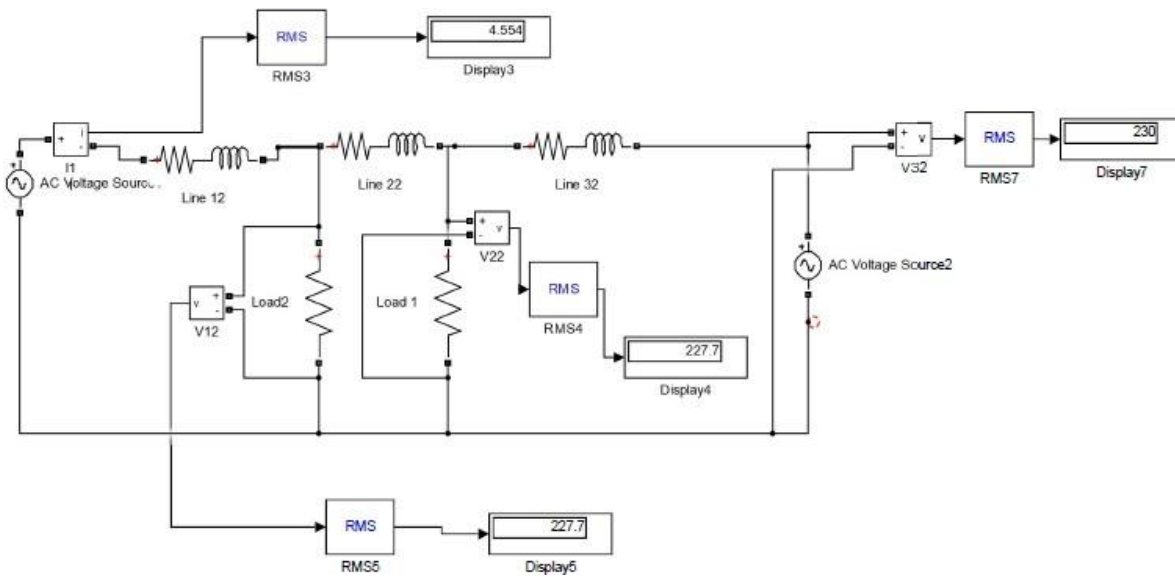 RMS
RMS3
4.554
Display3
+
-
I1
AC Voltage Source
Line 12
Line 22
Line 32
+
-
v
V32
RMS
RMS7
230
Display7
+
-
v
V22
RMS
RMS4
227.7
Display4
+
AC Voltage Source2
v
+
-
V12
Load2
Load 1
RMS
RMS5
227.7
Display5